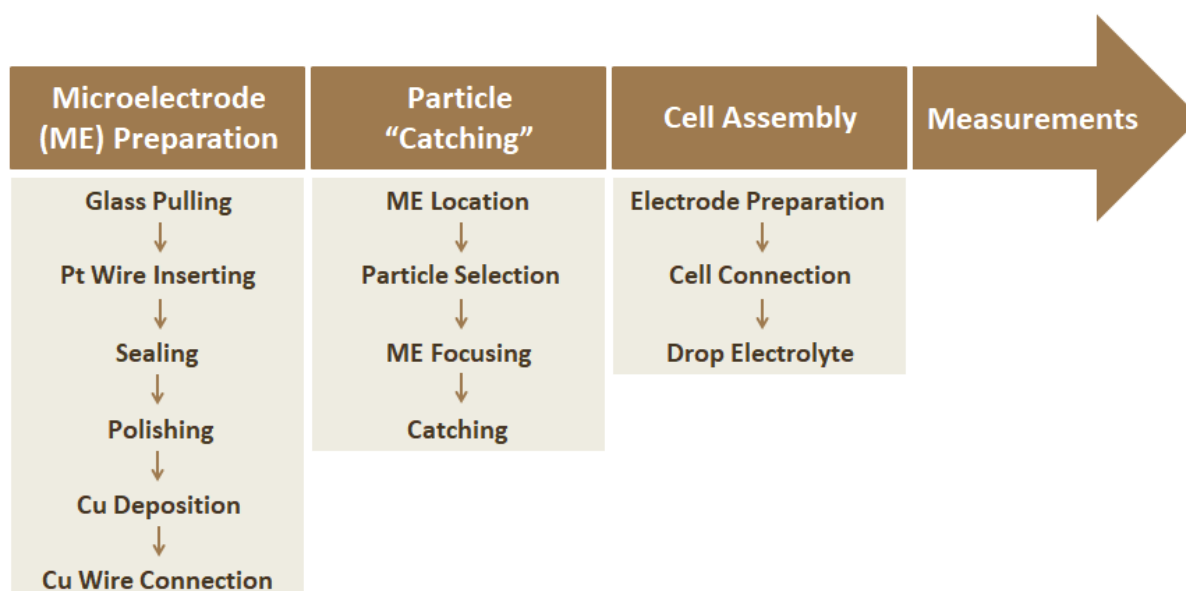 Microelectrode
(ME) Preparation
Glass Pulling
Pt Wire Inserting
Sealing
Polishing
Cu Deposition
Cu Wire Connection
Particle
“Catching”
ME Location
Particle Selection
ME Focusing
Catching
Cell Assembly
Electrode Preparation
Cell Connection
Drop Electrolyte
Measurements